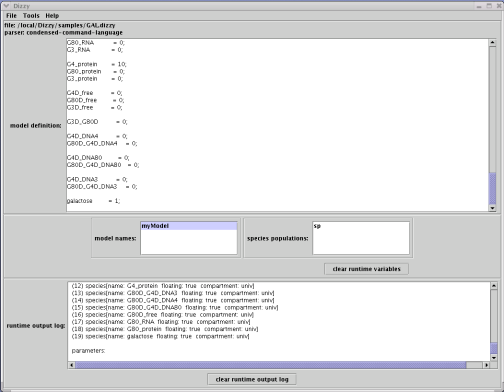 Dizzy
File Tools Help
file: /local/Dizzy/samples/GAL.dizzy
parser: condensed-command-language
G80_RNA = 0;
G3_RNA = 0;
G4_protein = 10;
G80_protein = 0;
G3_protein = 0;
G4D_free = 0;
G80D_free = 0;
G3D_free = 0;
G3D_G80D = 0;
G4D_DNA4 = 0;
G80D_G4D_DNA4 = 0;
G4D_DNA80 = 0;
G80D_G4D_DNA80 = 0;
G4D_DNA3 = 0;
G80D_G4D_DNA3 = 0;
galactose = 1;
model definition:
model names:
myModel
species populations:
sp
clear runtime variables
runtime output log:
(12) species[name: G4_protein floating: true compartment: univ]
(13) species[name: G80D_G4D_DNA3 floating: true compartment: univ]
(14) species[name: G80D_G4D_DNA4 floating: true compartment: univ]
(15) species[name: G80D_G4D_DNA80 floating: true compartment: univ]
(16) species[name: G80D_free floating: true compartment: univ]
(17) species[name: G80_RNA floating: true compartment: univ]
(18) species[name: G80_protein floating: true compartment: univ]
(19) species[name: galactose floating: true compartment: univ]
parameters:
clear runtime output log